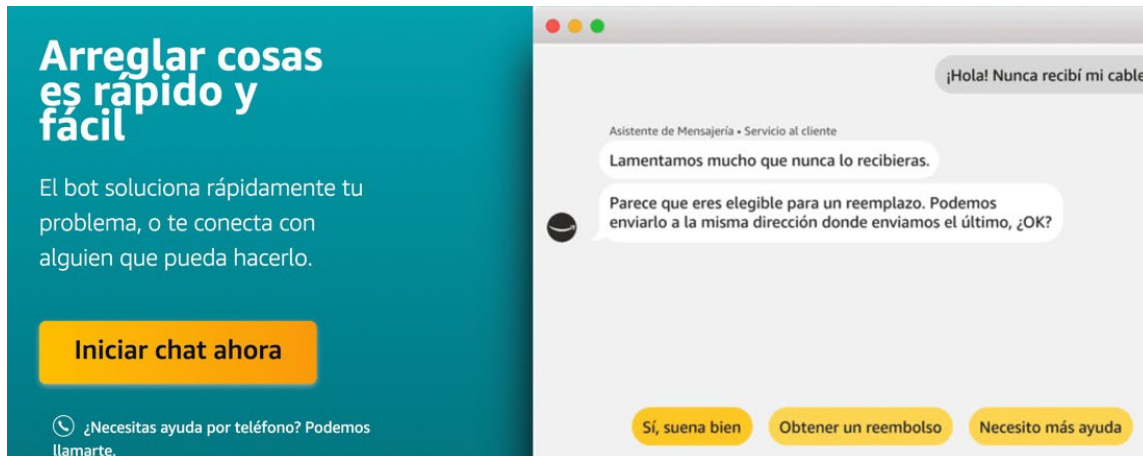 Arreglar cosas
es rápido y
fácil
El bot soluciona rápidamente tu
problema, o te conecta con
alguien que pueda hacerlo.
Iniciar chat ahora
¿Necesitas ayuda por teléfono? Podemos
llamarte.
¡Hola! Nunca recibí mi cable
Asistente de Mensajería • Servicio al cliente
Lamentamos mucho que nunca lo recibieras.
Parece que eres elegible para un reemplazo. Podemos
enviarlo a la misma dirección donde enviamos el último, ¿OK?
Sí, suena bien
Obtener un reembolso
Necesito más ayuda